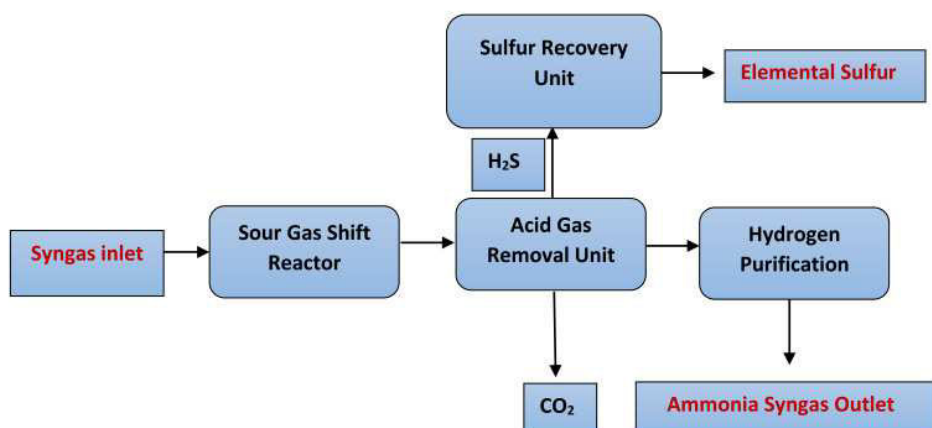 Sulfur Recovery
Unit
Elemental Sulfur
H₂S
Syngas inlet
Sour Gas Shift
Reactor
Acid Gas
Removal Unit
Hydrogen
Purification
CO₂
Ammonia Syngas Outlet